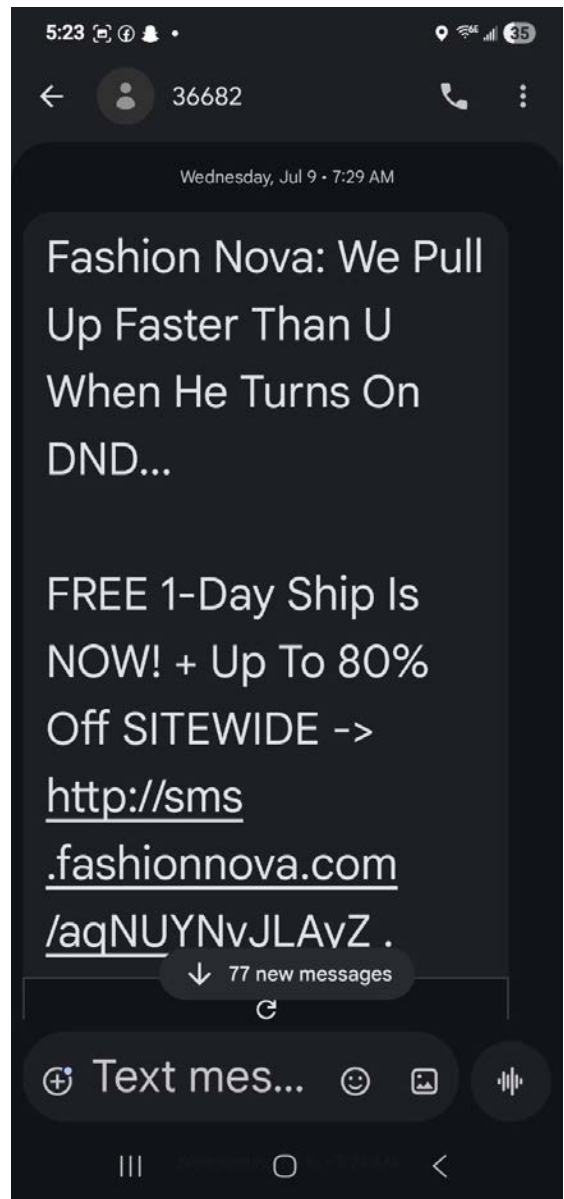 5:23
6E
35
36682
Wednesday, Jul 9 • 7:29 AM
Fashion Nova: We Pull
Up Faster Than U
When He Turns On
DND...
FREE 1-Day Ship Is
NOW! + Up To 80%
Off SITEWIDE ->
http://sms
.fashionnova.com
/aqNUYNvJLAvZ .
77 new messages
Text mes...